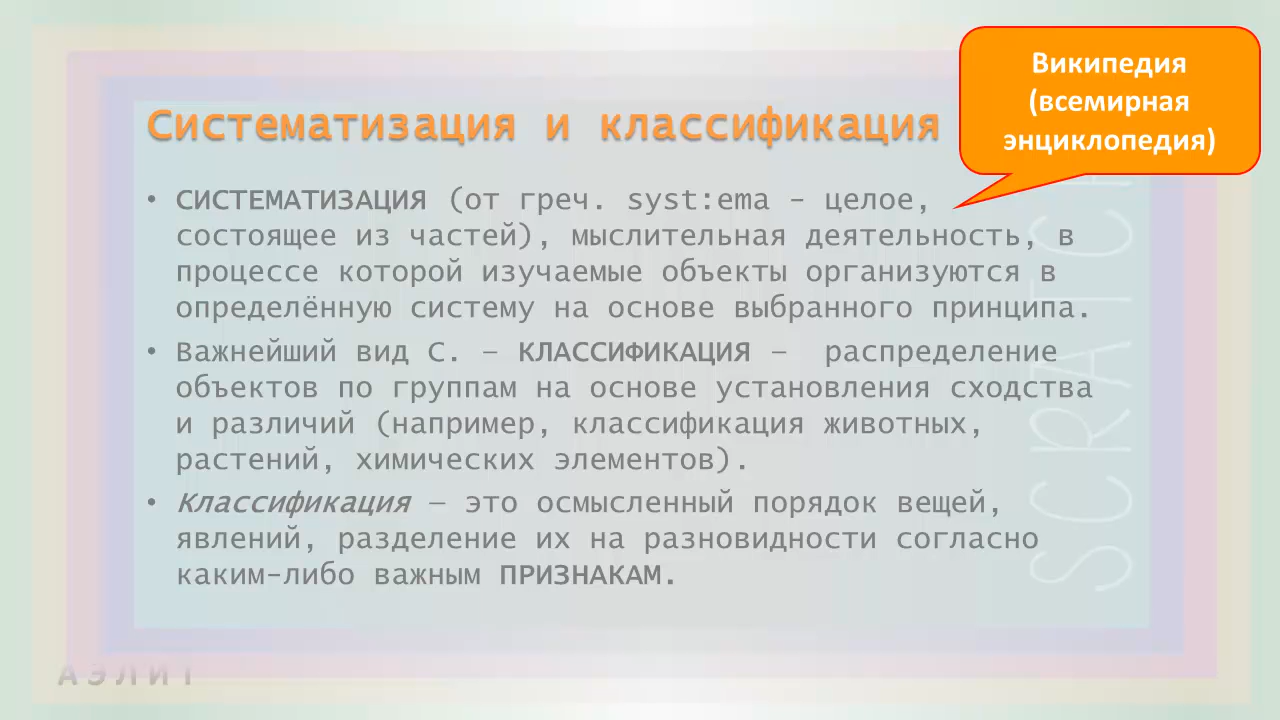 Википедия
(всемирная
энциклопедия)
Систематизация и классификация
• СИСТЕМАТИЗАЦИЯ (от греч. syst:ema - целое,
состоящее из частей), мыслительная деятельность, в
процессе которой изучаемые объекты организуются в
определённую систему на основе выбранного принципа.
• Важнейший вид С. – КЛАССИФИКАЦИЯ – распределение
объектов по группам на основе установления сходства
и различий (например, классификация животных,
растений, химических элементов).
• Классификация – это осмысленный порядок вещей,
явлений, разделение их на разновидности согласно
каким-либо важным ПРИЗНАКАМ.
SCRATCH